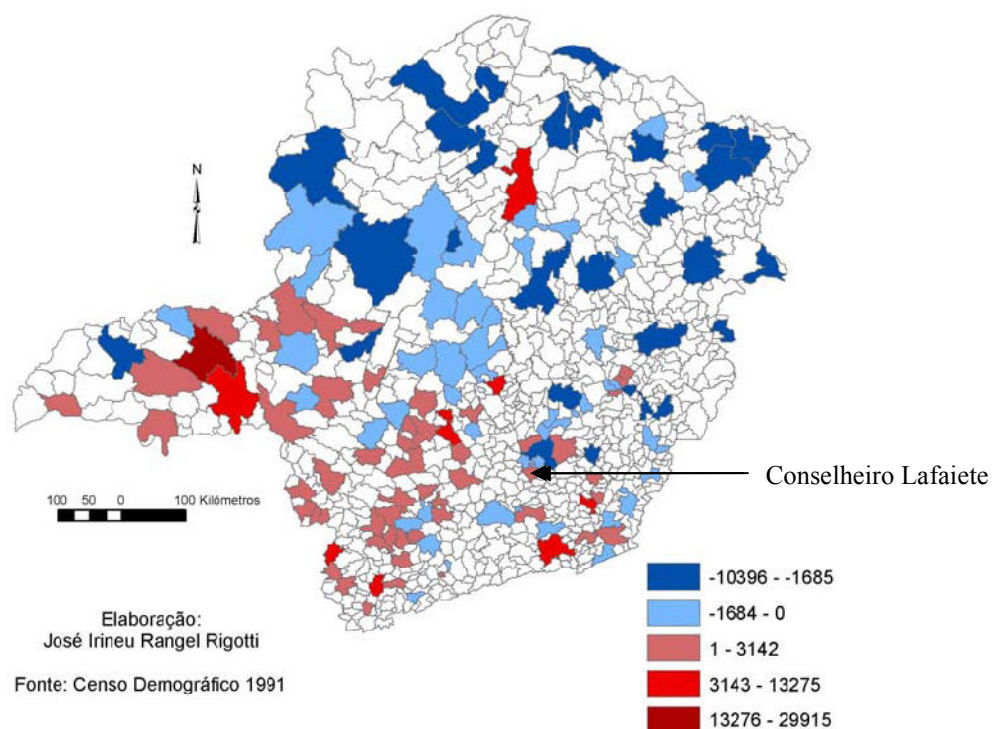 N
Conselheiro Lafaiete
100 50 0 100 Kilômetros
-10396 - -1685
-1684 - 0
1 - 3142
3143 - 13275
13276 - 29915
Elaboração:
José Irineu Rangel Rigotti
Fonte: Censo Demográfico 1991